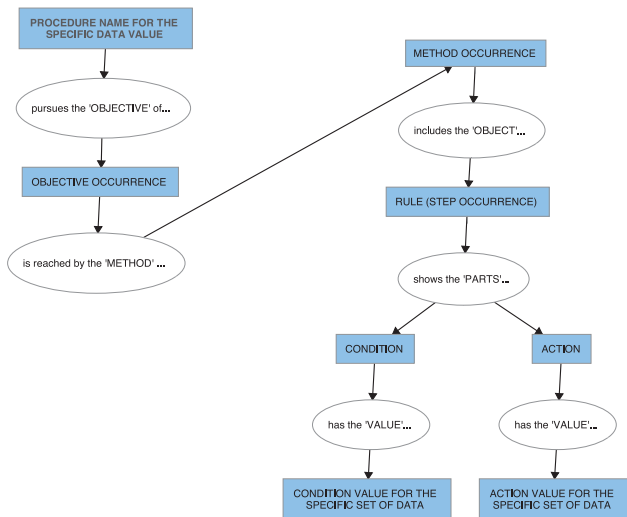 PROCEDURE NAME FOR THE
SPECIFIC DATA VALUE
pursues the 'OBJECTIVE' of...
OBJECTIVE OCCURRENCE
is reached by the 'METHOD' ...
METHOD OCCURRENCE
includes the 'OBJECT'...
RULE (STEP OCCURRENCE)
shows the 'PARTS'...
CONDITION
has the 'VALUE'...
CONDITION VALUE FOR THE
SPECIFIC SET OF DATA
ACTION
has the 'VALUE'...
ACTION VALUE FOR THE
SPECIFIC SET OF DATA